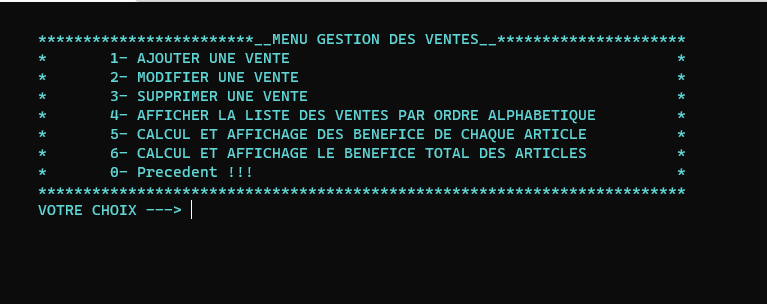 ************************__MENU GESTION DES VENTES__*********************
* 1- AJOUTER UNE VENTE *
* 2- MODIFIER UNE VENTE *
* 3- SUPPRIMER UNE VENTE *
* 4- AFFICHER LA LISTE DES VENTES PAR ORDRE ALPHABETIQUE *
* 5- CALCUL ET AFFICHAGE DES BENEFICE DE CHAQUE ARTICLE *
* 6- CALCUL ET AFFICHAGE LE BENEFICE TOTAL DES ARTICLES *
* 0- Precedent !!! *
************************************************************************
VOTRE CHOIX --->